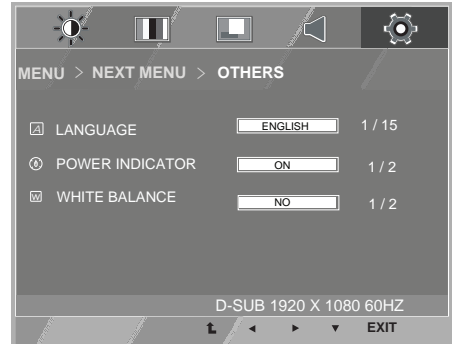 MENU > NEXT MENU > OTHERS
A LANGUAGE ENGLISH 1 / 15
POWER INDICATOR ON 1 / 2
W WHITE BALANCE NO 1 / 2
D-SUB 1920 X 1080 60HZ
EXIT